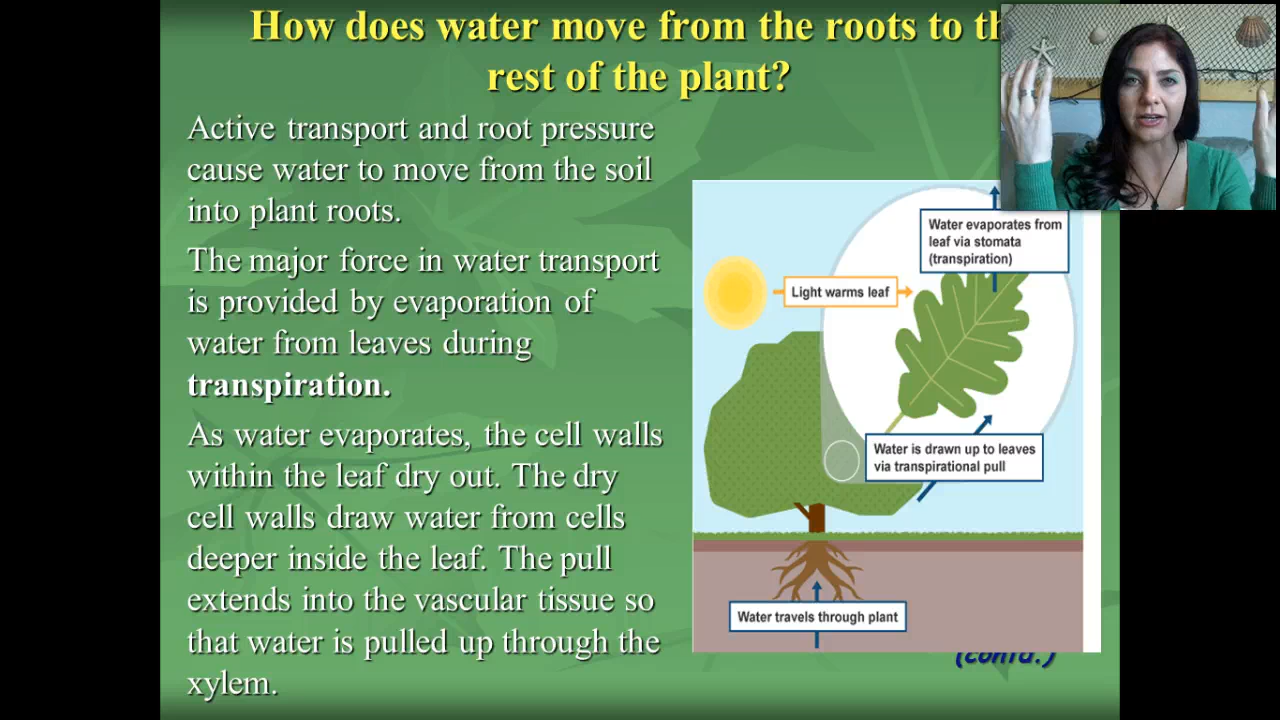 How does water move from the roots to th
rest of the plant?
Active transport and root pressure
cause water to move from the soil
into plant roots.
The major force in water transport
is provided by evaporation of
water from leaves during
transpiration.
As water evaporates, the cell walls
within the leaf dry out. The dry
cell walls draw water from cells
deeper inside the leaf. The pull
extends into the vascular tissue so
that water is pulled up through the
xylem.
Water evaporates from
leaf via stomata
(transpiration)
Light warms leaf
Water is drawn up to leaves
via transpirational pull
Water travels through plant
(contd.)